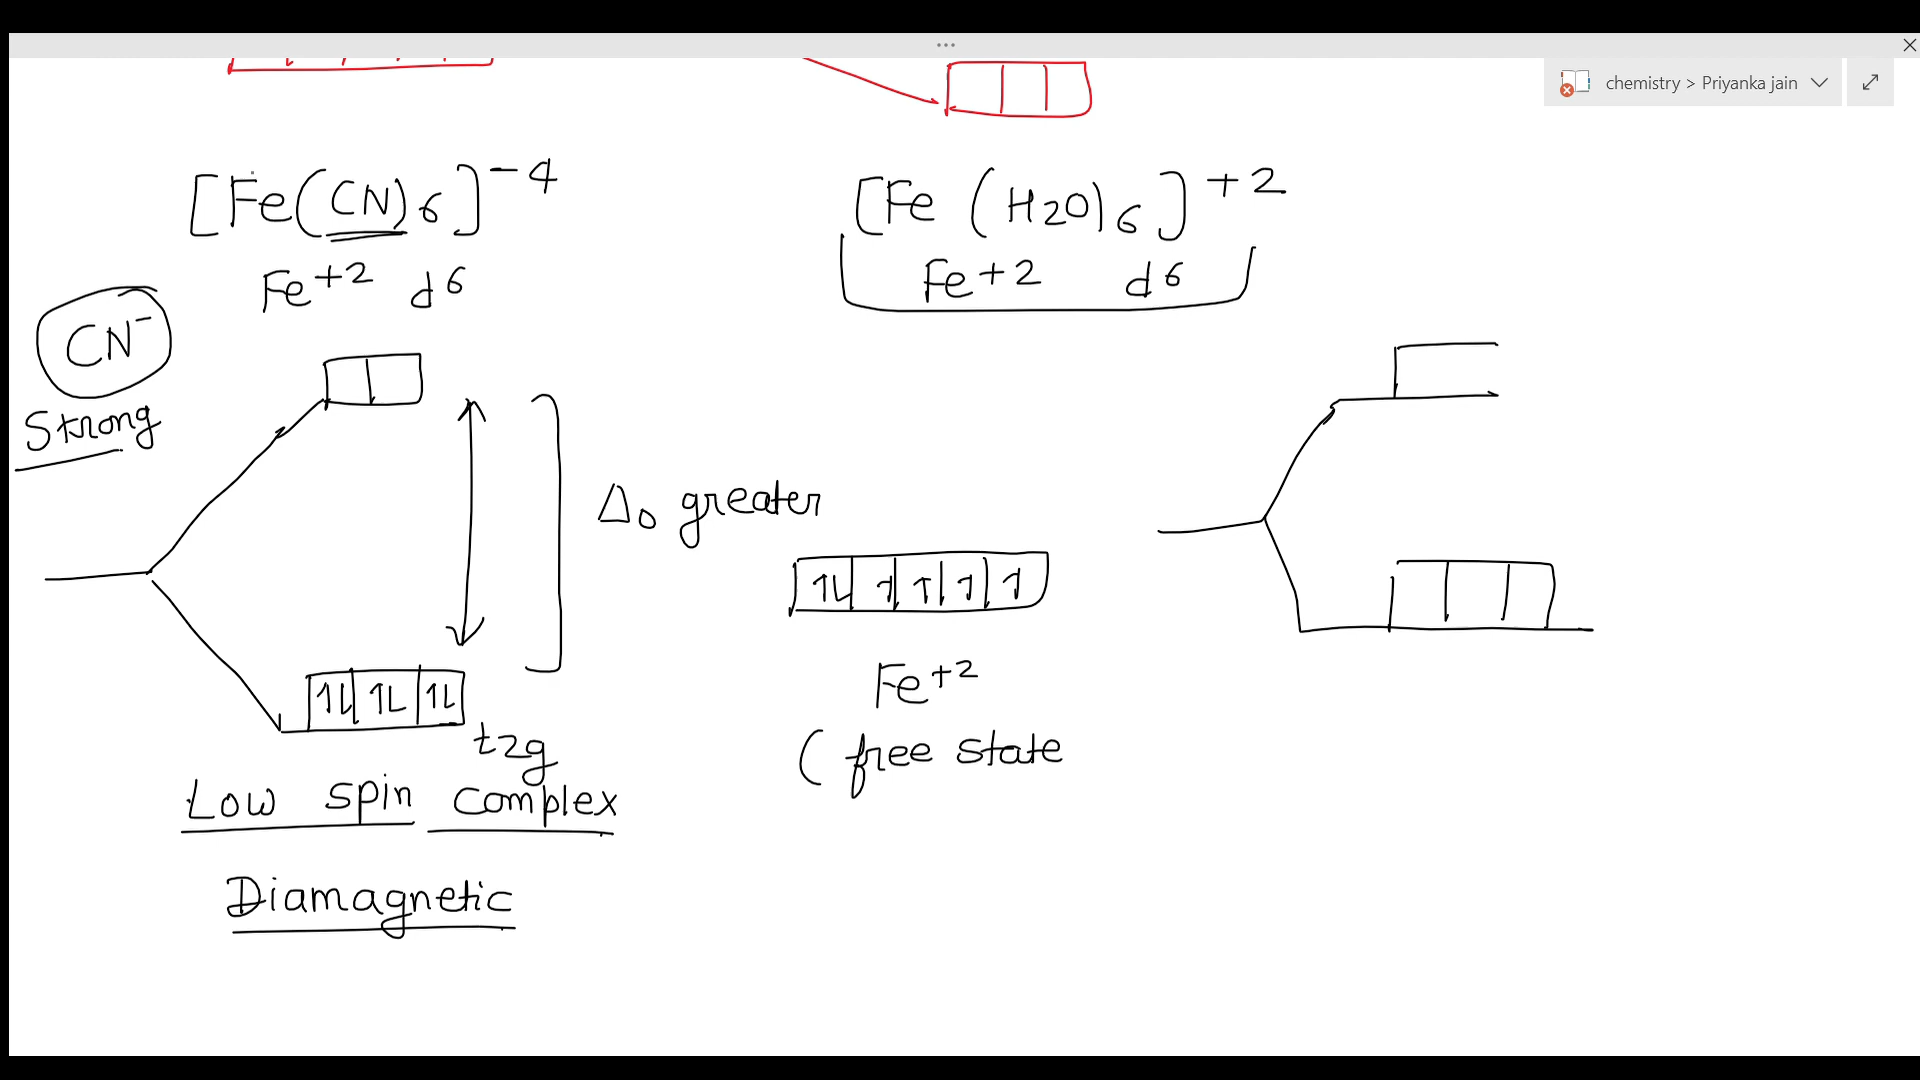 chemistry > Priyanka jain
[Fe(CN)6]-4
Fe+2 d6
CN-
Strong
Δo greater
t2g
Low spin complex
Diamagnetic
[Fe (H2O)6]+2
Fe+2 d6
1L 1 1 1 1
Fe+2
( free state
1L 1L 1L